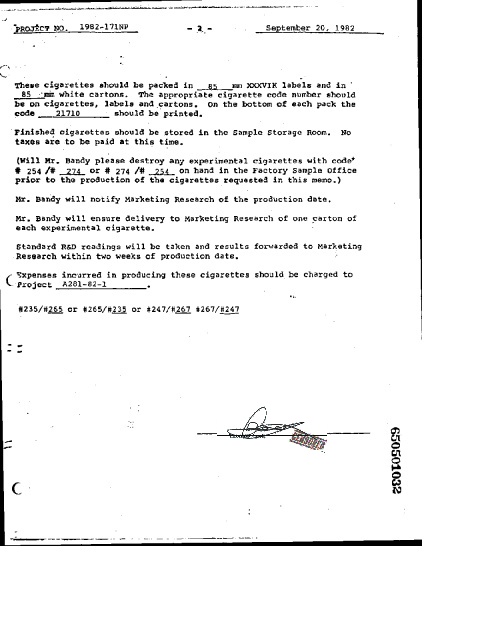 PROJECT NO. 1982-171NP - 2 - September 20, 1982
These cigarettes should be packed in 85 mm XXXVIK labels and in
85 mm white cartons. The appropriate cigarette code number should
be on cigarettes, labels and cartons. On the bottom of each pack the
code 21710 should be printed.
Finished cigarettes should be stored in the Sample Storage Room. No
taxes are to be paid at this time.
(Will Mr. Bandy please destroy any experimental cigarettes with code
# 254 /# 274 or # 274 /# 254 on hand in the Factory Sample Office
prior to the production of the cigarettes requested in this memo.)
Mr. Bandy will notify Marketing Research of the production date.
Mr. Bandy will ensure delivery to Marketing Research of one carton of
each experimental cigarette.
Standard R&D readings will be taken and results forwarded to Marketing
Research within two weeks of production date.
Expenses incurred in producing these cigarettes should be charged to
Project A281-82-1.
#235/#265 or #265/#235 or #247/#267 #267/#247
650501032